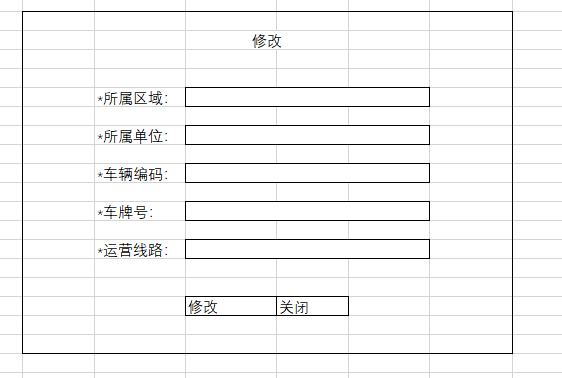 修改
*所属区域：
*所属单位：
*车辆编码：
*车牌号：
*运营线路：
修改 关闭